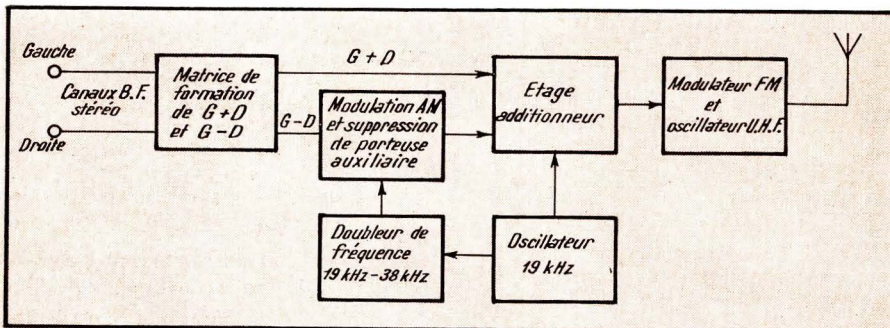 Gauche
Canaux B.F.
stéréo
Droite
Matrice de
formation
de G+D
et G-D
G+D
G-D
Modulation AM
et suppression
de porteuse
auxiliaire
Etage
additionneur
Modulateur FM
et
oscillateur U.H.F.
Doubleur de
fréquence
19 kHz-38 kHz
Oscillateur
19 kHz